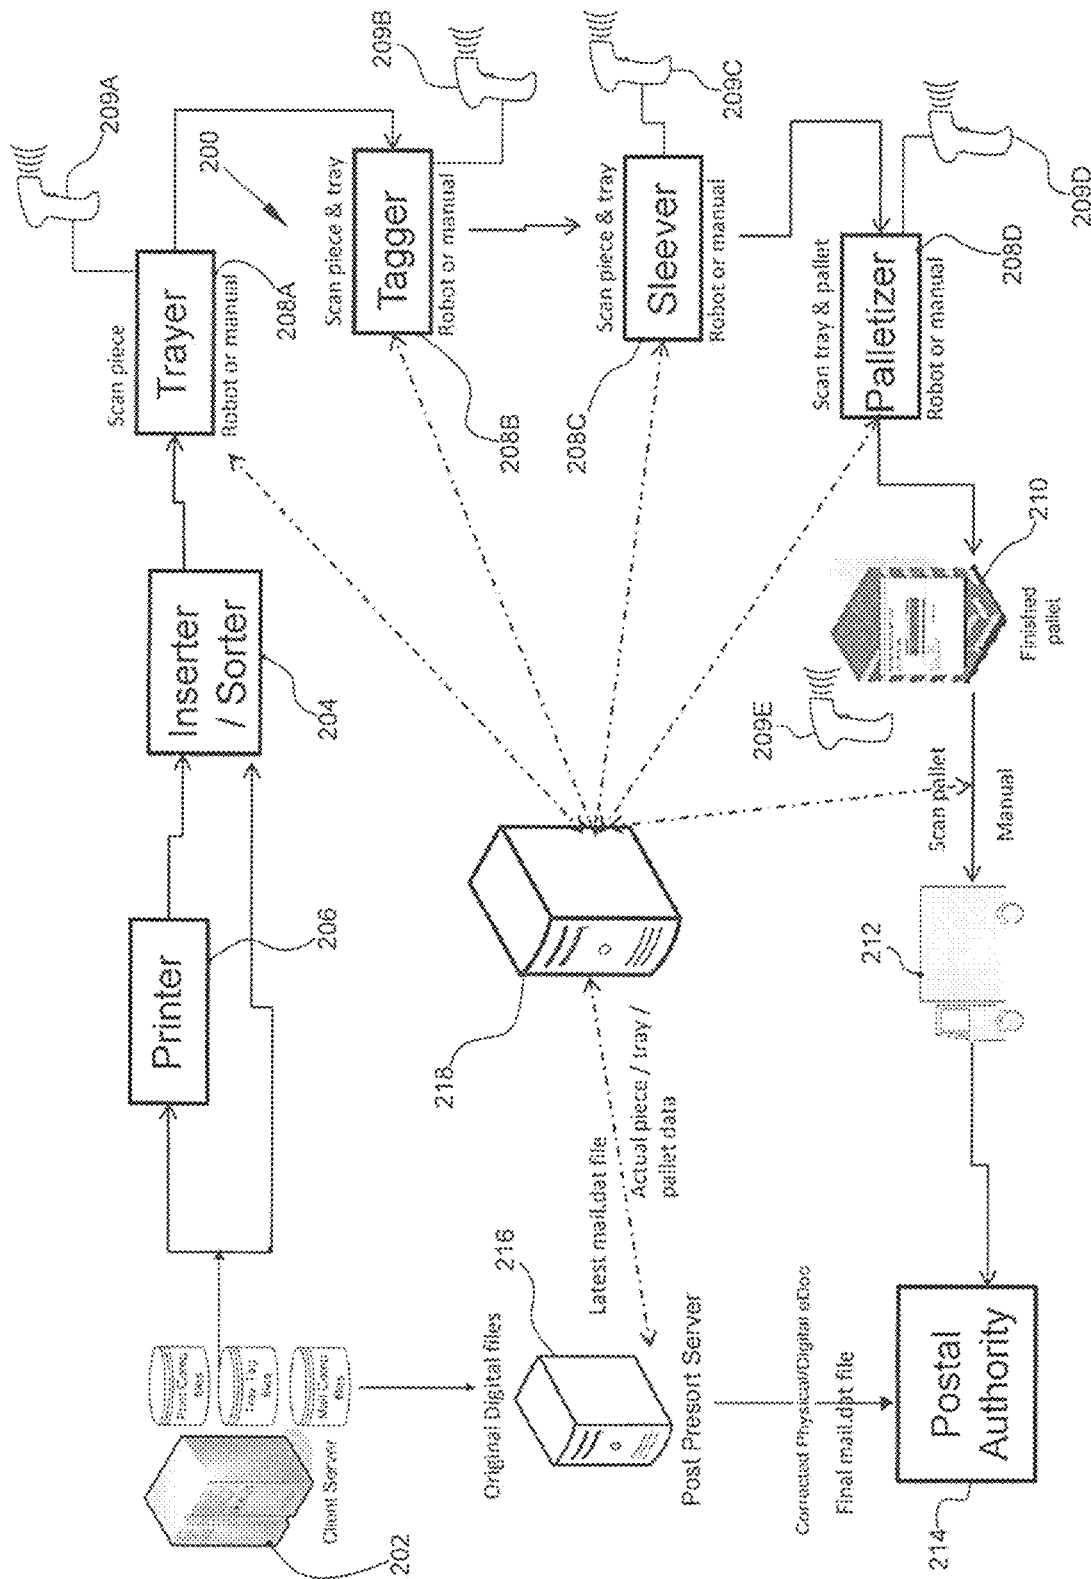 209A
Scan piece
Trayer
Robot or manual
208A
200
Scan piece & tray
Tagger
Robot or manual
208B
209B
Scan piece & tray
Sleever
Robot or manual
208C
209C
Scan tray & pallet
Palletizer
Robot or manual
208D
209D
Inserter
/ Sorter
204
Printer
206
210
Finished
pallet
209E
Scan pallet
Manual
212
218
Latest mail.dat file
Actual piece / tray /
pallet data
files
files
files
Client Server
202
Original Digital files
216
Post Presort Server
Corrected Physical/Digital eDoc
Final mail.dat file
Postal
Authority
214